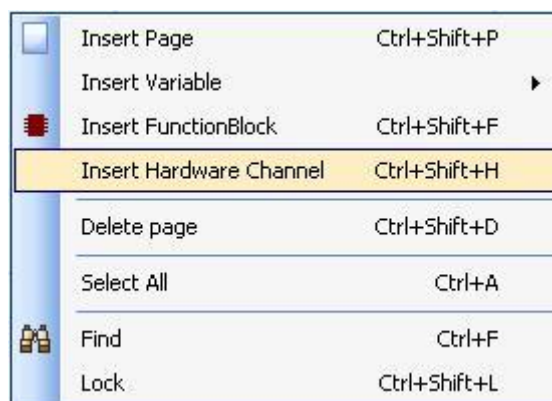 Insert Page Ctrl+Shift+P
Insert Variable
Insert FunctionBlock Ctrl+Shift+F
Insert Hardware Channel Ctrl+Shift+H
Delete page Ctrl+Shift+D
Select All Ctrl+A
Find Ctrl+F
Lock Ctrl+Shift+L